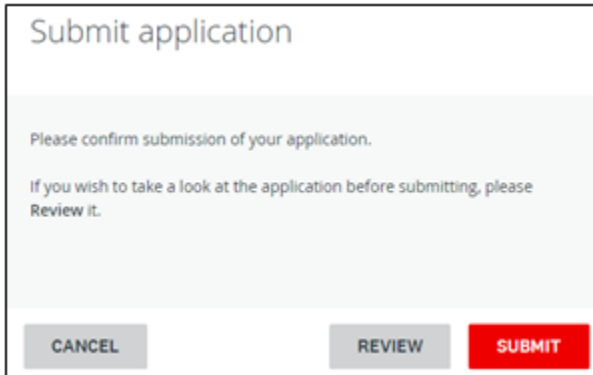 Submit application
Please confirm submission of your application.
If you wish to take a look at the application before submitting, please
Review it.
CANCEL
REVIEW
SUBMIT